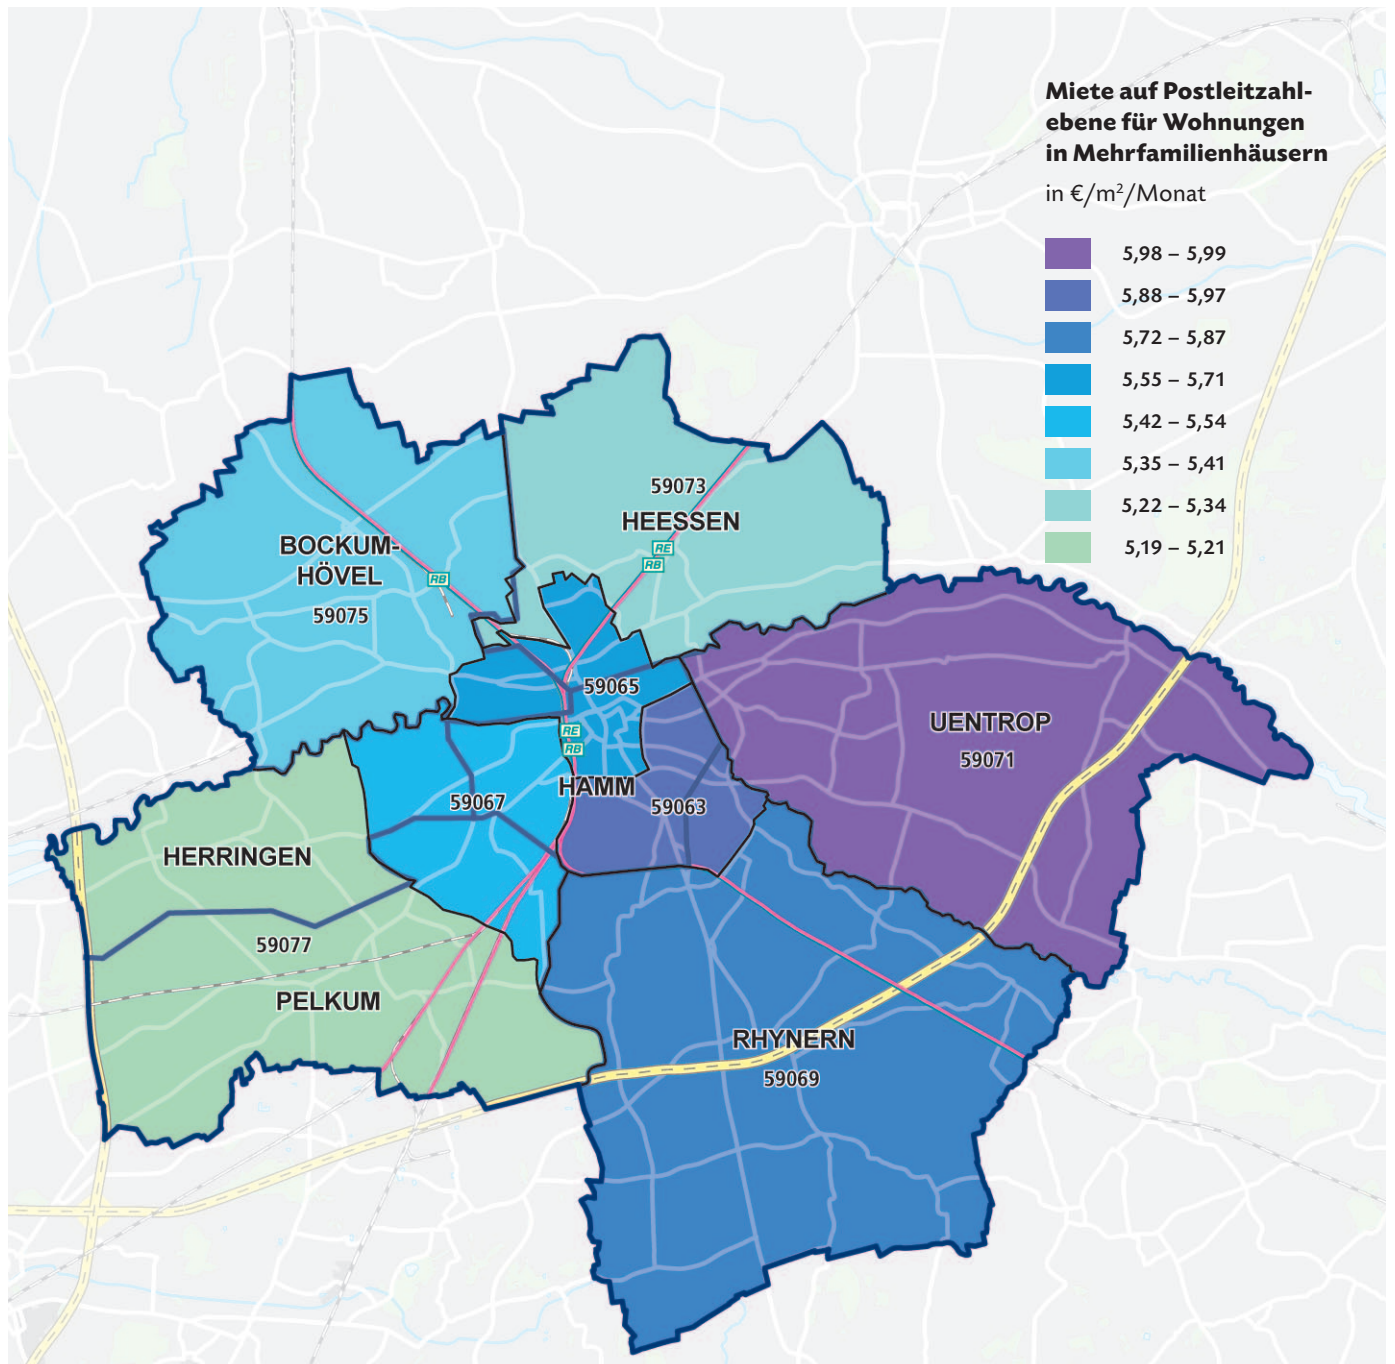 Miete auf Postleitzahl-
ebene für Wohnungen
in Mehrfamilienhäusern
in €/m²/Monat
5,98 – 5,99
5,88 – 5,97
5,72 – 5,87
5,55 – 5,71
5,42 – 5,54
5,35 – 5,41
5,22 – 5,34
5,19 – 5,21
59073
HEESSEN
RE
RB
BOCKUM-
HÖVEL
RB
59075
59065
UENTROP
59071
RE
RB
HAMM
59067
59063
HERRINGEN
59077
PELKUM
RHYNERN
59069